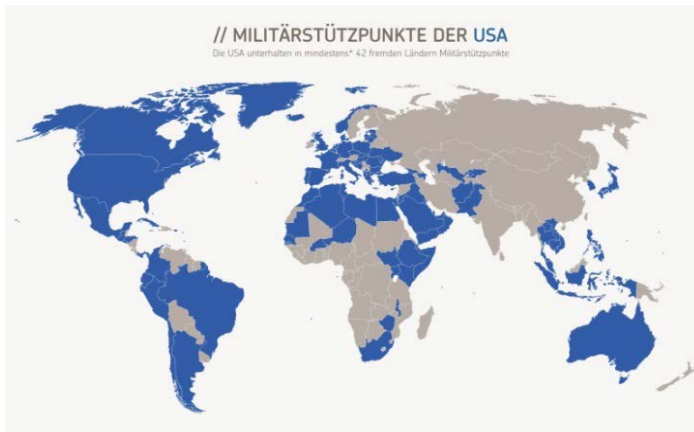 // MILITÄRSTÜTZPUNKTE DER USA
Die USA unterhalten in mindestens* 42 fremden Ländern Militärstützpunkte